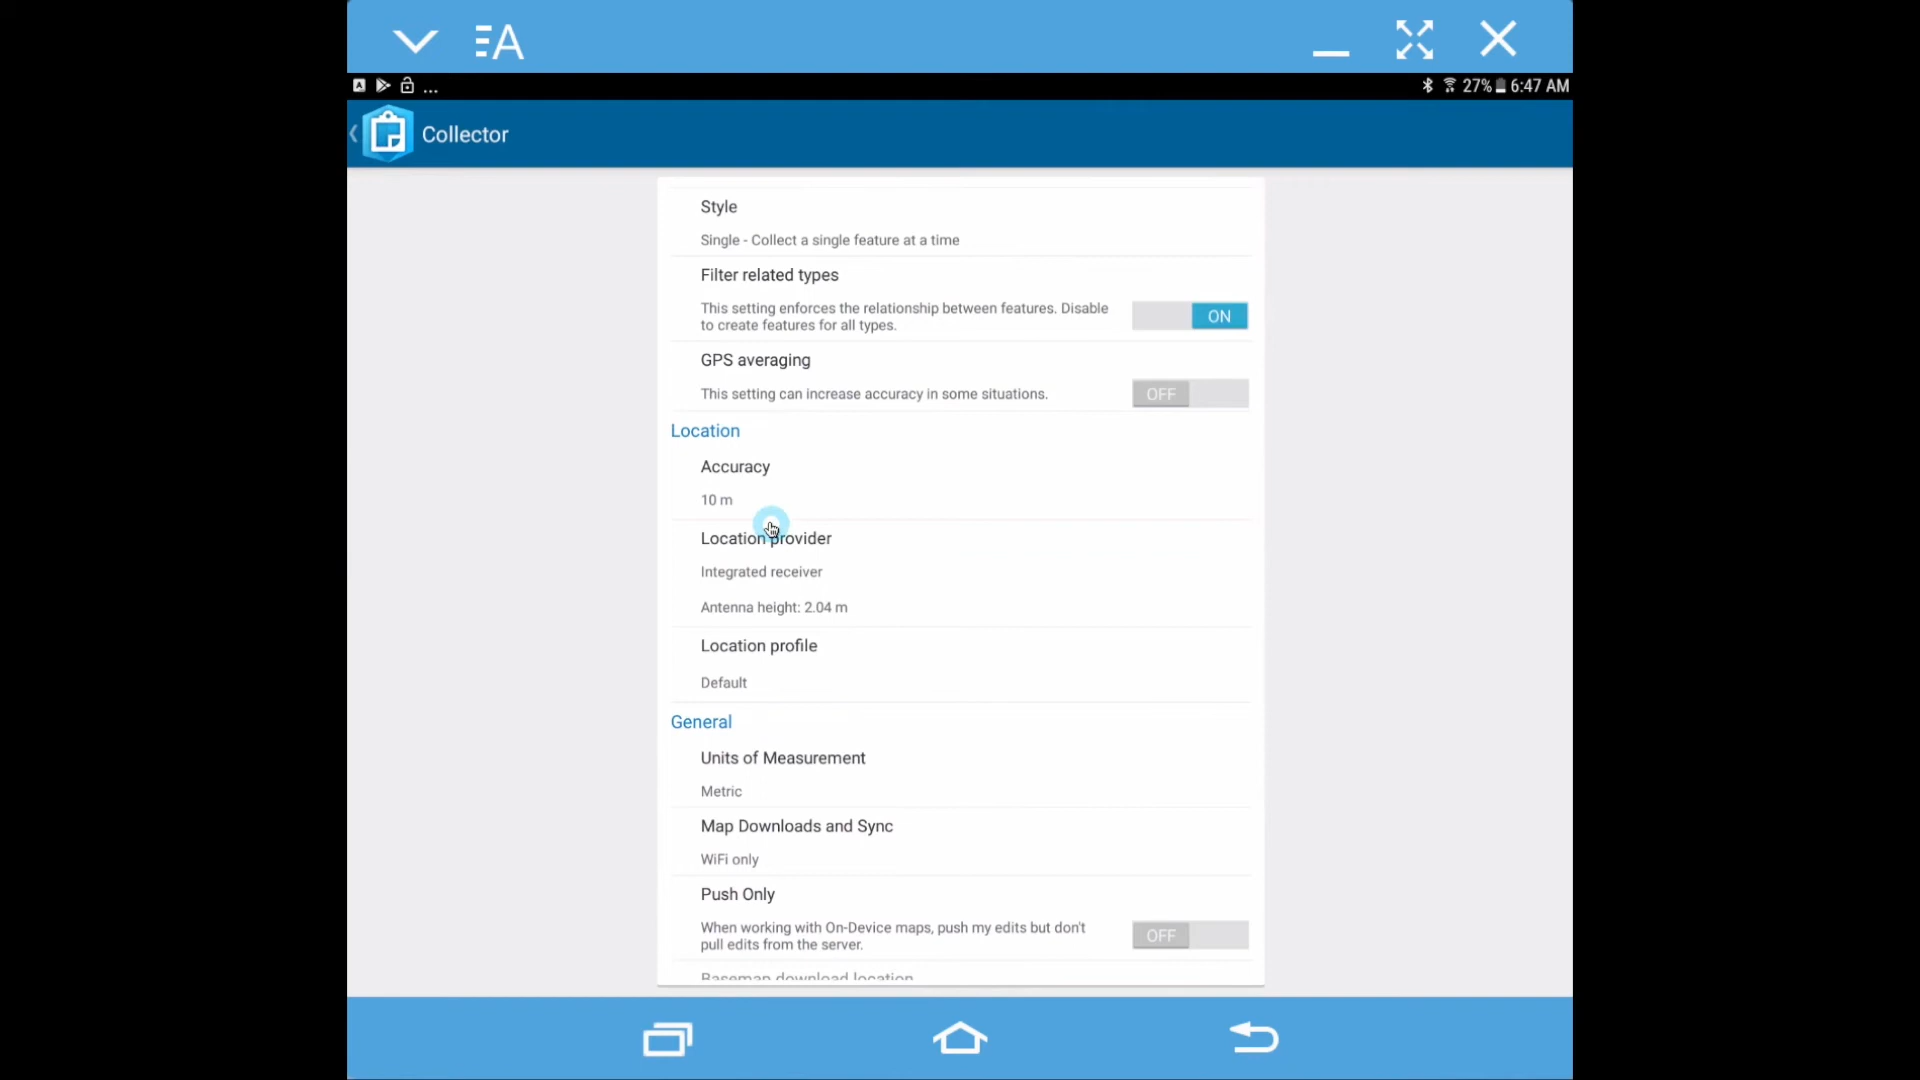 A
27% 6:47 AM
Collector
Style
Single - Collect a single feature at a time
Filter related types
This setting enforces the relationship between features. Disable
to create features for all types.
ON
GPS averaging
This setting can increase accuracy in some situations.
OFF
Location
Accuracy
10 m
Location provider
Integrated receiver
Antenna height: 2.04 m
Location profile
Default
General
Units of Measurement
Metric
Map Downloads and Sync
WiFi only
Push Only
When working with On-Device maps, push my edits but don't
pull edits from the server.
OFF
Basemap download location